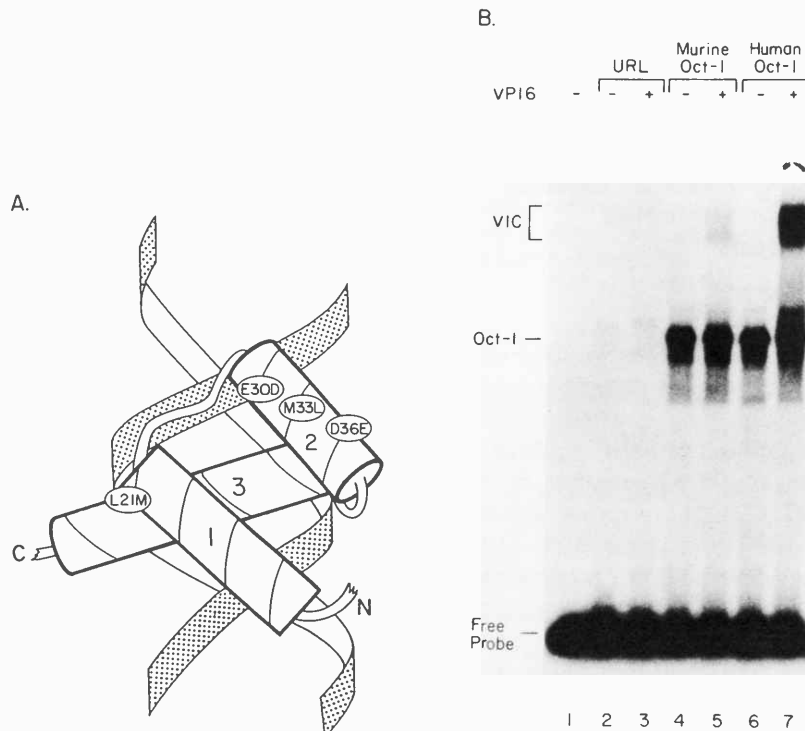 A.
E30D
M33L
D36E
2
3
L21M
1
C
N
B.
Murine Human
URL Oct-1 Oct-1
VP16 - - + - + - +
VIC
Oct-1
Free
Probe
1 2 3 4 5 6 7